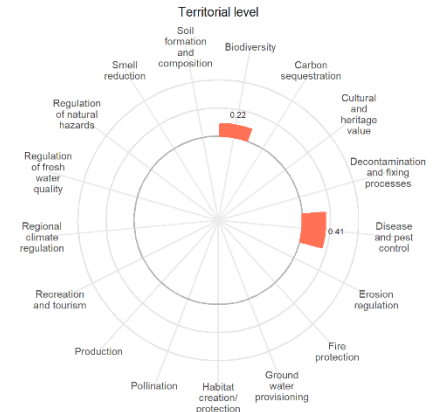 Territorial level
Soil
formation
and
composition
Biodiversity
Carbon
sequestration
Cultural
and
heritage
value
Decontamination
and fixing
processes
Disease
and pest
control
Erosion
regulation
Fire
protection
Ground
water
provisioning
Habitat
creation/
protection
Pollination
Production
Recreation
and tourism
Regional
climate
regulation
Regulation
of fresh
water
quality
Regulation
of natural
hazards
Smell
reduction
0.22
0.41